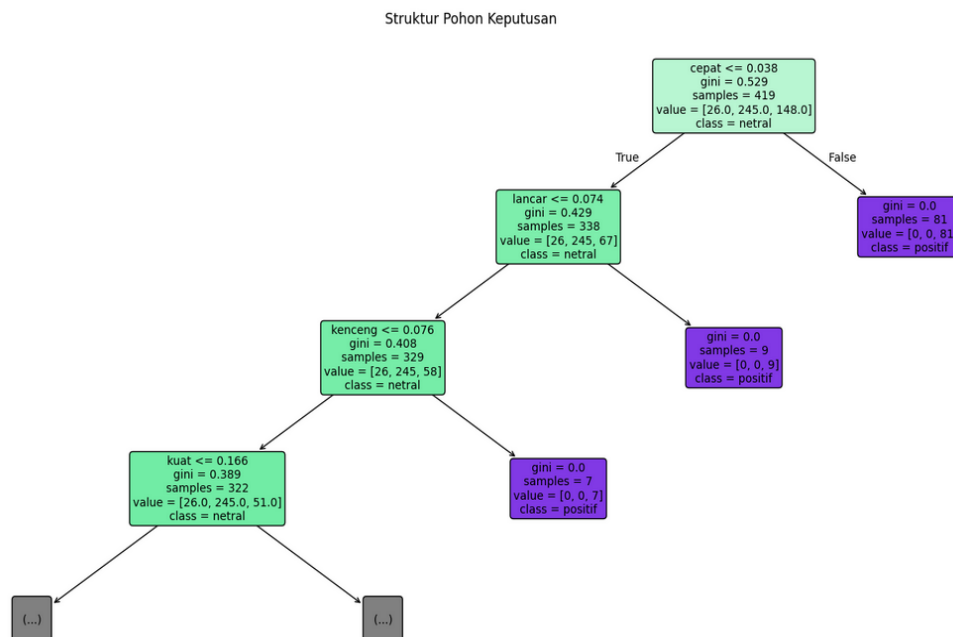 Struktur Pohon Keputusan
cepat <= 0.038
gini = 0.529
samples = 419
value = [26.0, 245.0, 148.0]
class = netral
True
False
lancar <= 0.074
gini = 0.429
samples = 338
value = [26, 245, 67]
class = netral
gini = 0.0
samples = 81
value = [0, 0, 81
class = positif
kenceng <= 0.076
gini = 0.408
samples = 329
value = [26, 245, 58]
class = netral
gini = 0.0
samples = 9
value = [0, 0, 9]
class = positif
kuat <= 0.166
gini = 0.389
samples = 322
value = [26.0, 245.0, 51.0]
class = netral
gini = 0.0
samples = 7
value = [0, 0, 7]
class = positif
(...)
(...)